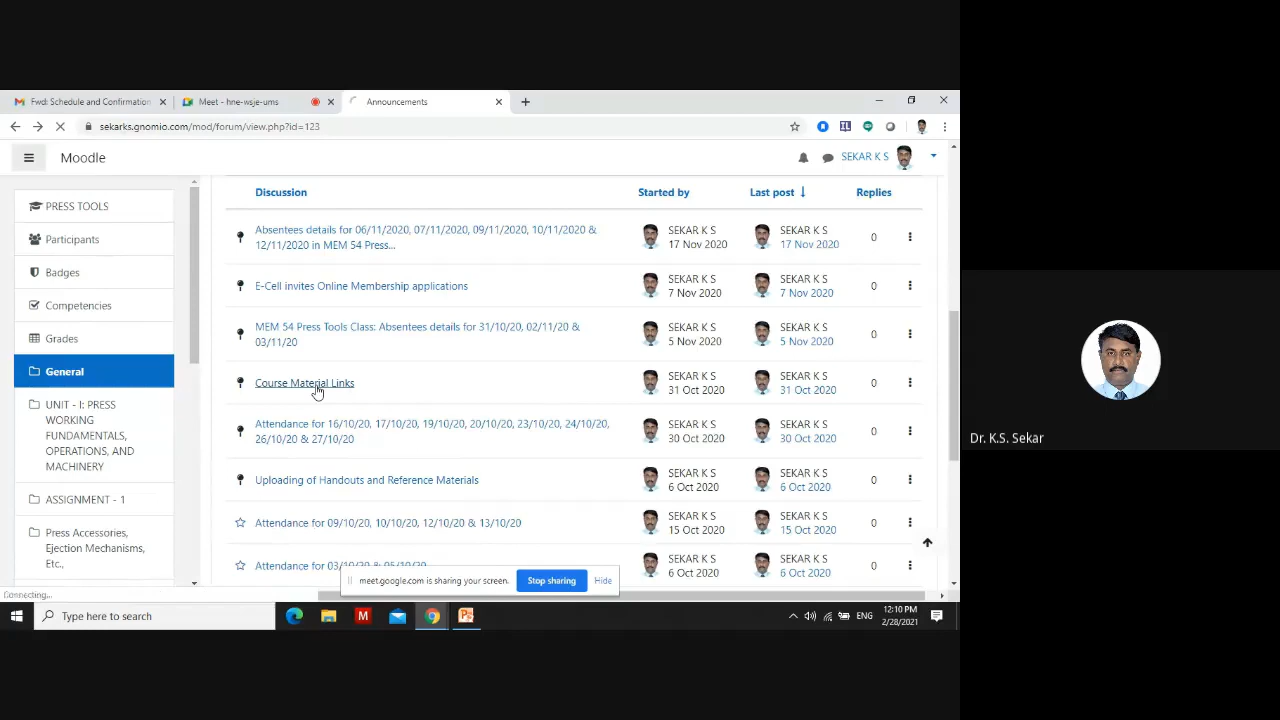 Fwd: Schedule and Confirmation
Meet - hne-wsje-ums
Announcements
sekarks.gnomio.com/mod/forum/view.php?id=123
Moodle
SEKAR K S
PRESS TOOLS
Participants
Badges
Competencies
Grades
General
UNIT - I: PRESS
WORKING
FUNDAMENTALS,
OPERATIONS, AND
MACHINERY
ASSIGNMENT - 1
Press Accessories,
Ejection Mechanisms,
Etc.,
Discussion Started by Last post Replies
Absentees details for 06/11/2020, 07/11/2020, 09/11/2020, 10/11/2020 &
12/11/2020 in MEM 54 Press...
SEKAR K S
17 Nov 2020
SEKAR K S
17 Nov 2020
0
E-Cell invites Online Membership applications
SEKAR K S
7 Nov 2020
SEKAR K S
7 Nov 2020
0
MEM 54 Press Tools Class: Absentees details for 31/10/20, 02/11/20 &
03/11/20
SEKAR K S
5 Nov 2020
SEKAR K S
5 Nov 2020
0
Course Material Links
SEKAR K S
31 Oct 2020
SEKAR K S
31 Oct 2020
0
Attendance for 16/10/20, 17/10/20, 19/10/20, 20/10/20, 23/10/20, 24/10/20,
26/10/20 & 27/10/20
SEKAR K S
30 Oct 2020
SEKAR K S
30 Oct 2020
0
Uploading of Handouts and Reference Materials
SEKAR K S
6 Oct 2020
SEKAR K S
6 Oct 2020
0
Attendance for 09/10/20, 10/10/20, 12/10/20 & 13/10/20
SEKAR K S
15 Oct 2020
SEKAR K S
15 Oct 2020
0
Attendance for 03/10/20 & 05/10/20
SEKAR K S
6 Oct 2020
SEKAR K S
6 Oct 2020
0
meet.google.com is sharing your screen.
Stop sharing
Hide
Connecting...
Type here to search
ENG
12:10 PM
2/28/2021
Dr. K.S. Sekar